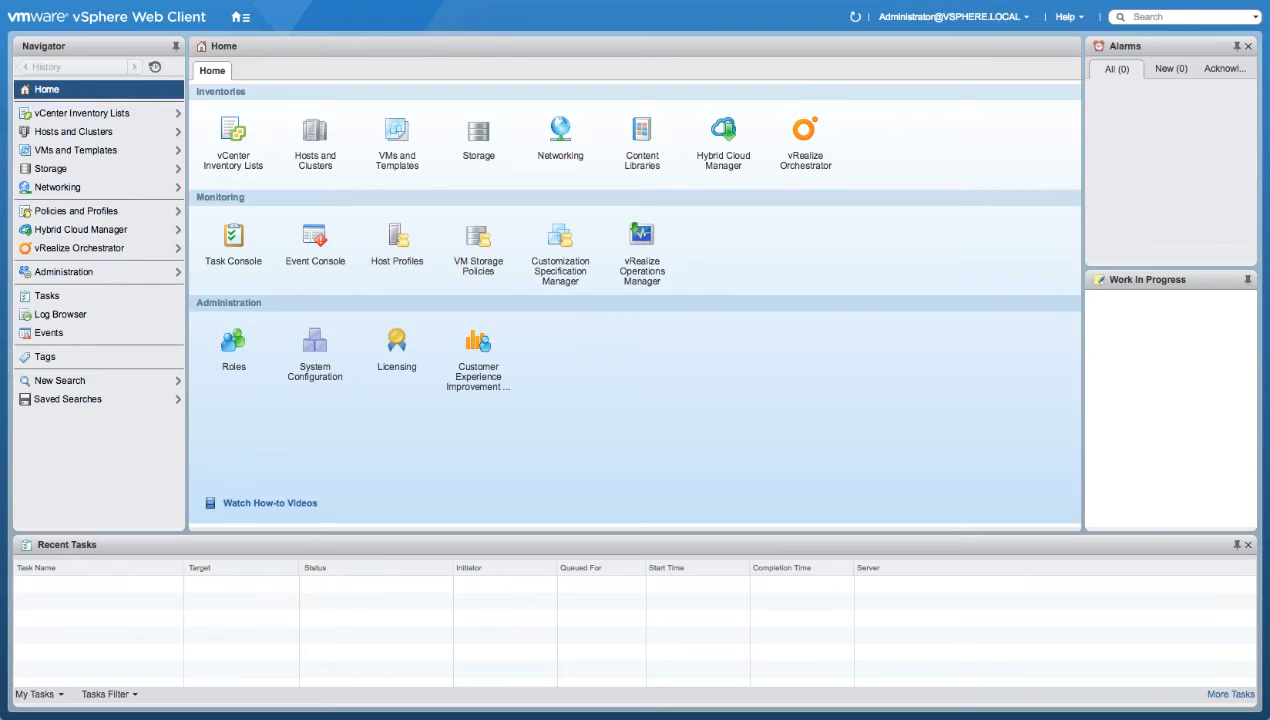 vmware® vSphere Web Client
Administrator@VSPHERE.LOCAL
Help
Search
Navigator
History
Home
vCenter Inventory Lists
Hosts and Clusters
VMs and Templates
Storage
Networking
Policies and Profiles
Hybrid Cloud Manager
vRealize Orchestrator
Administration
Tasks
Log Browser
Events
Tags
New Search
Saved Searches
Home
Home
Inventories
vCenter
Inventory Lists
Hosts and
Clusters
VMs and
Templates
Storage
Networking
Content
Libraries
Hybrid Cloud
Manager
vRealize
Orchestrator
Monitoring
Task Console
Event Console
Host Profiles
VM Storage
Policies
Customization
Specification
Manager
vRealize
Operations
Manager
Administration
Roles
System
Configuration
Licensing
Customer
Experience
Improvement ...
Watch How-to Videos
Alarms
All (0)
New (0)
Acknowl...
Work In Progress
Recent Tasks
Task Name
Target
Status
Initiator
Queued For
Start Time
Completion Time
Server
My Tasks
Tasks Filter
More Tasks